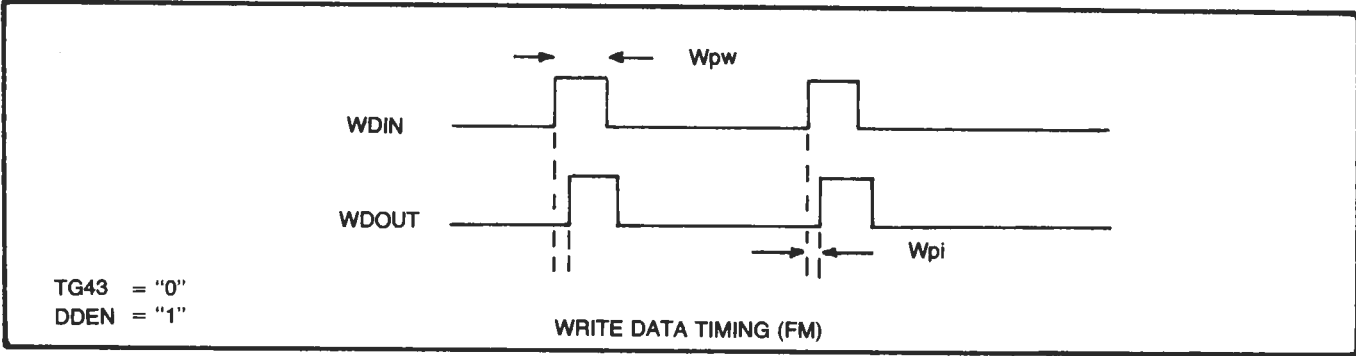 Wpw
WDIN
WDOUT
Wpi
TG43 = “0”
DDEN = “1”
WRITE DATA TIMING (FM)